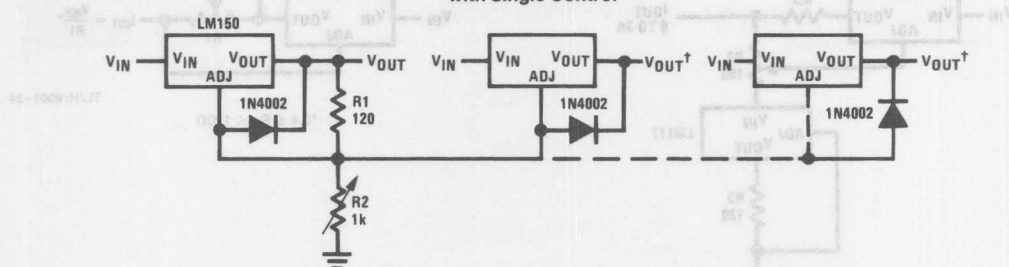 with Single Control
LM150
VIN VIN VOUT VOUT
ADJ
1N4002
R1
120
R2
1k
VIN VIN VOUT VOUT†
ADJ
1N4002
VIN VIN VOUT VOUT†
ADJ
1N4002